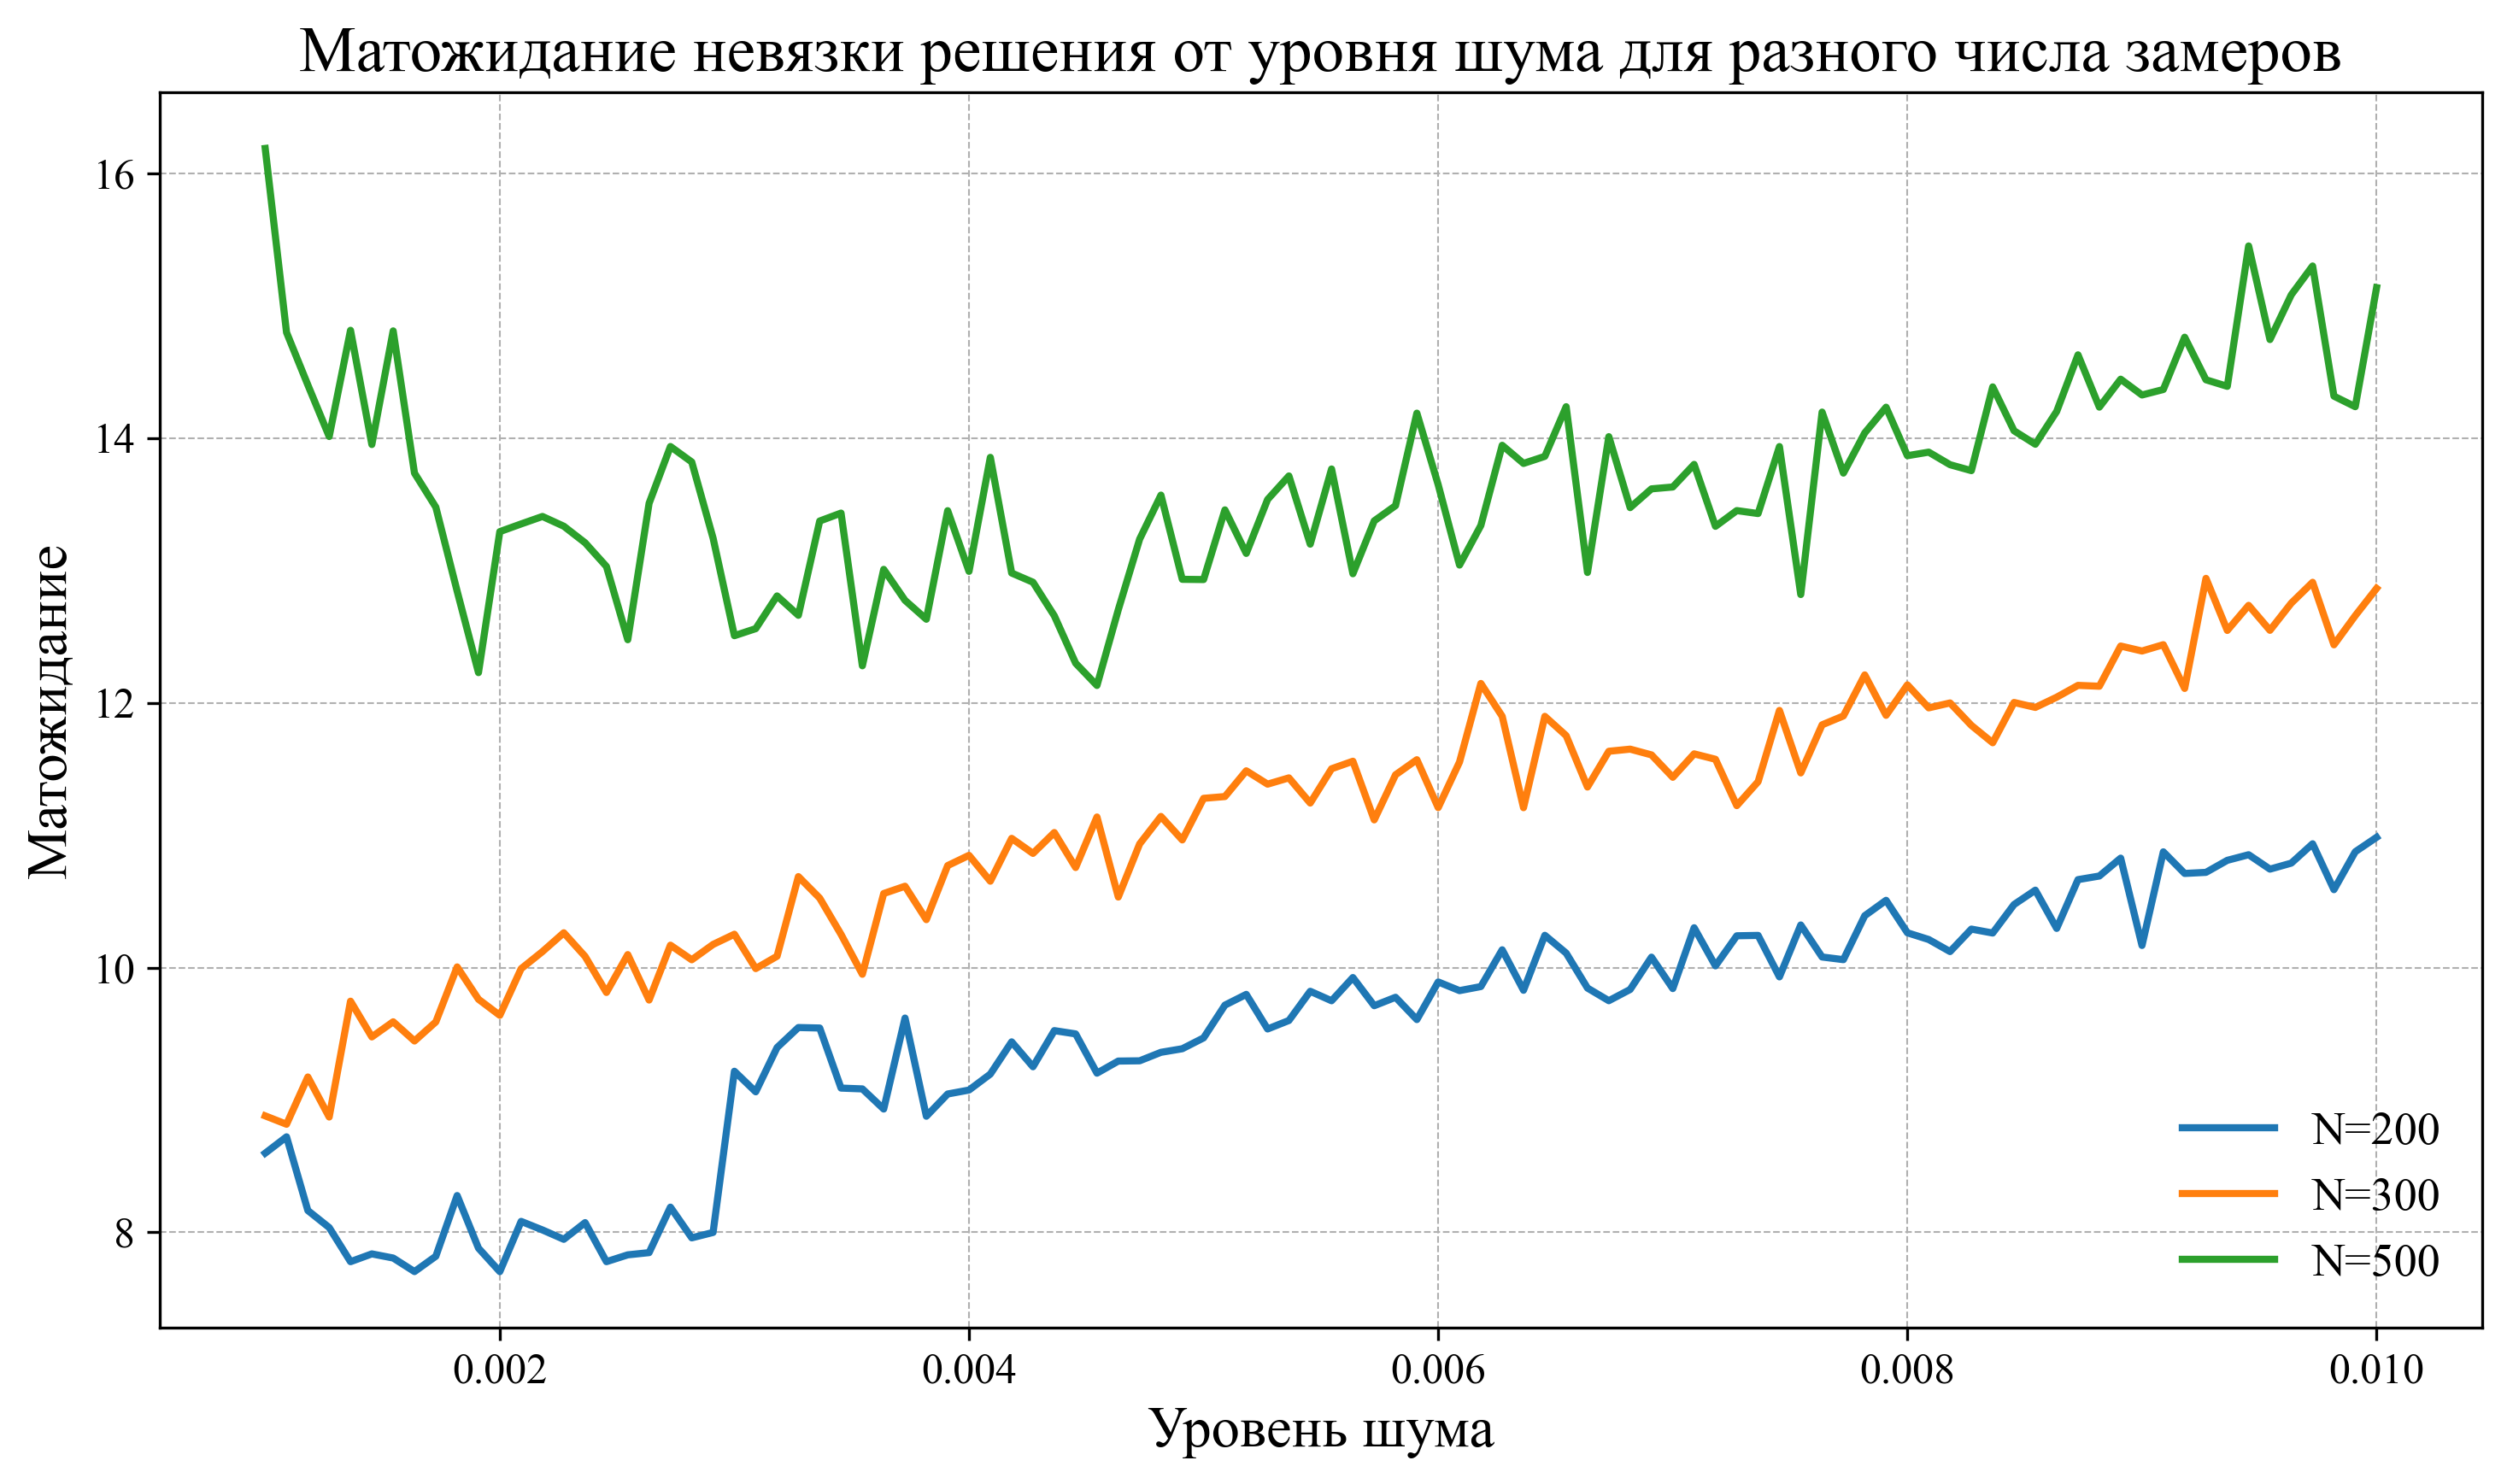 Матожидание невязки решения от уровня шума для разного числа замеров
16
14
12
10
8
Матожидание
0.002
0.004
0.006
0.008
0.010
Уровень шума
N=200
N=300
N=500